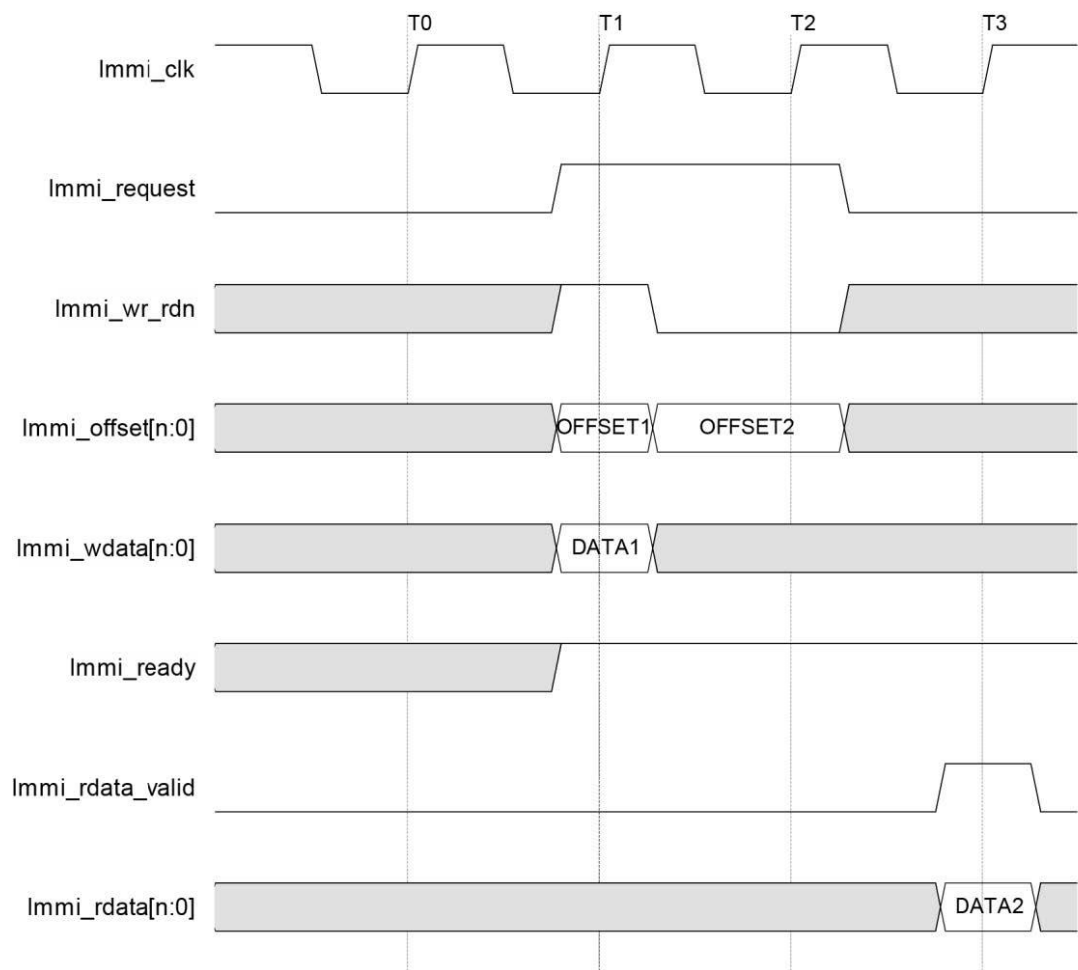 T0 T1 T2 T3
lmmi_clk
lmmi_request
lmmi_wr_rdn
lmmi_offset[n:0] OFFSET1 OFFSET2
lmmi_wdata[n:0] DATA1
lmmi_ready
lmmi_rdata_valid
lmmi_rdata[n:0] DATA2